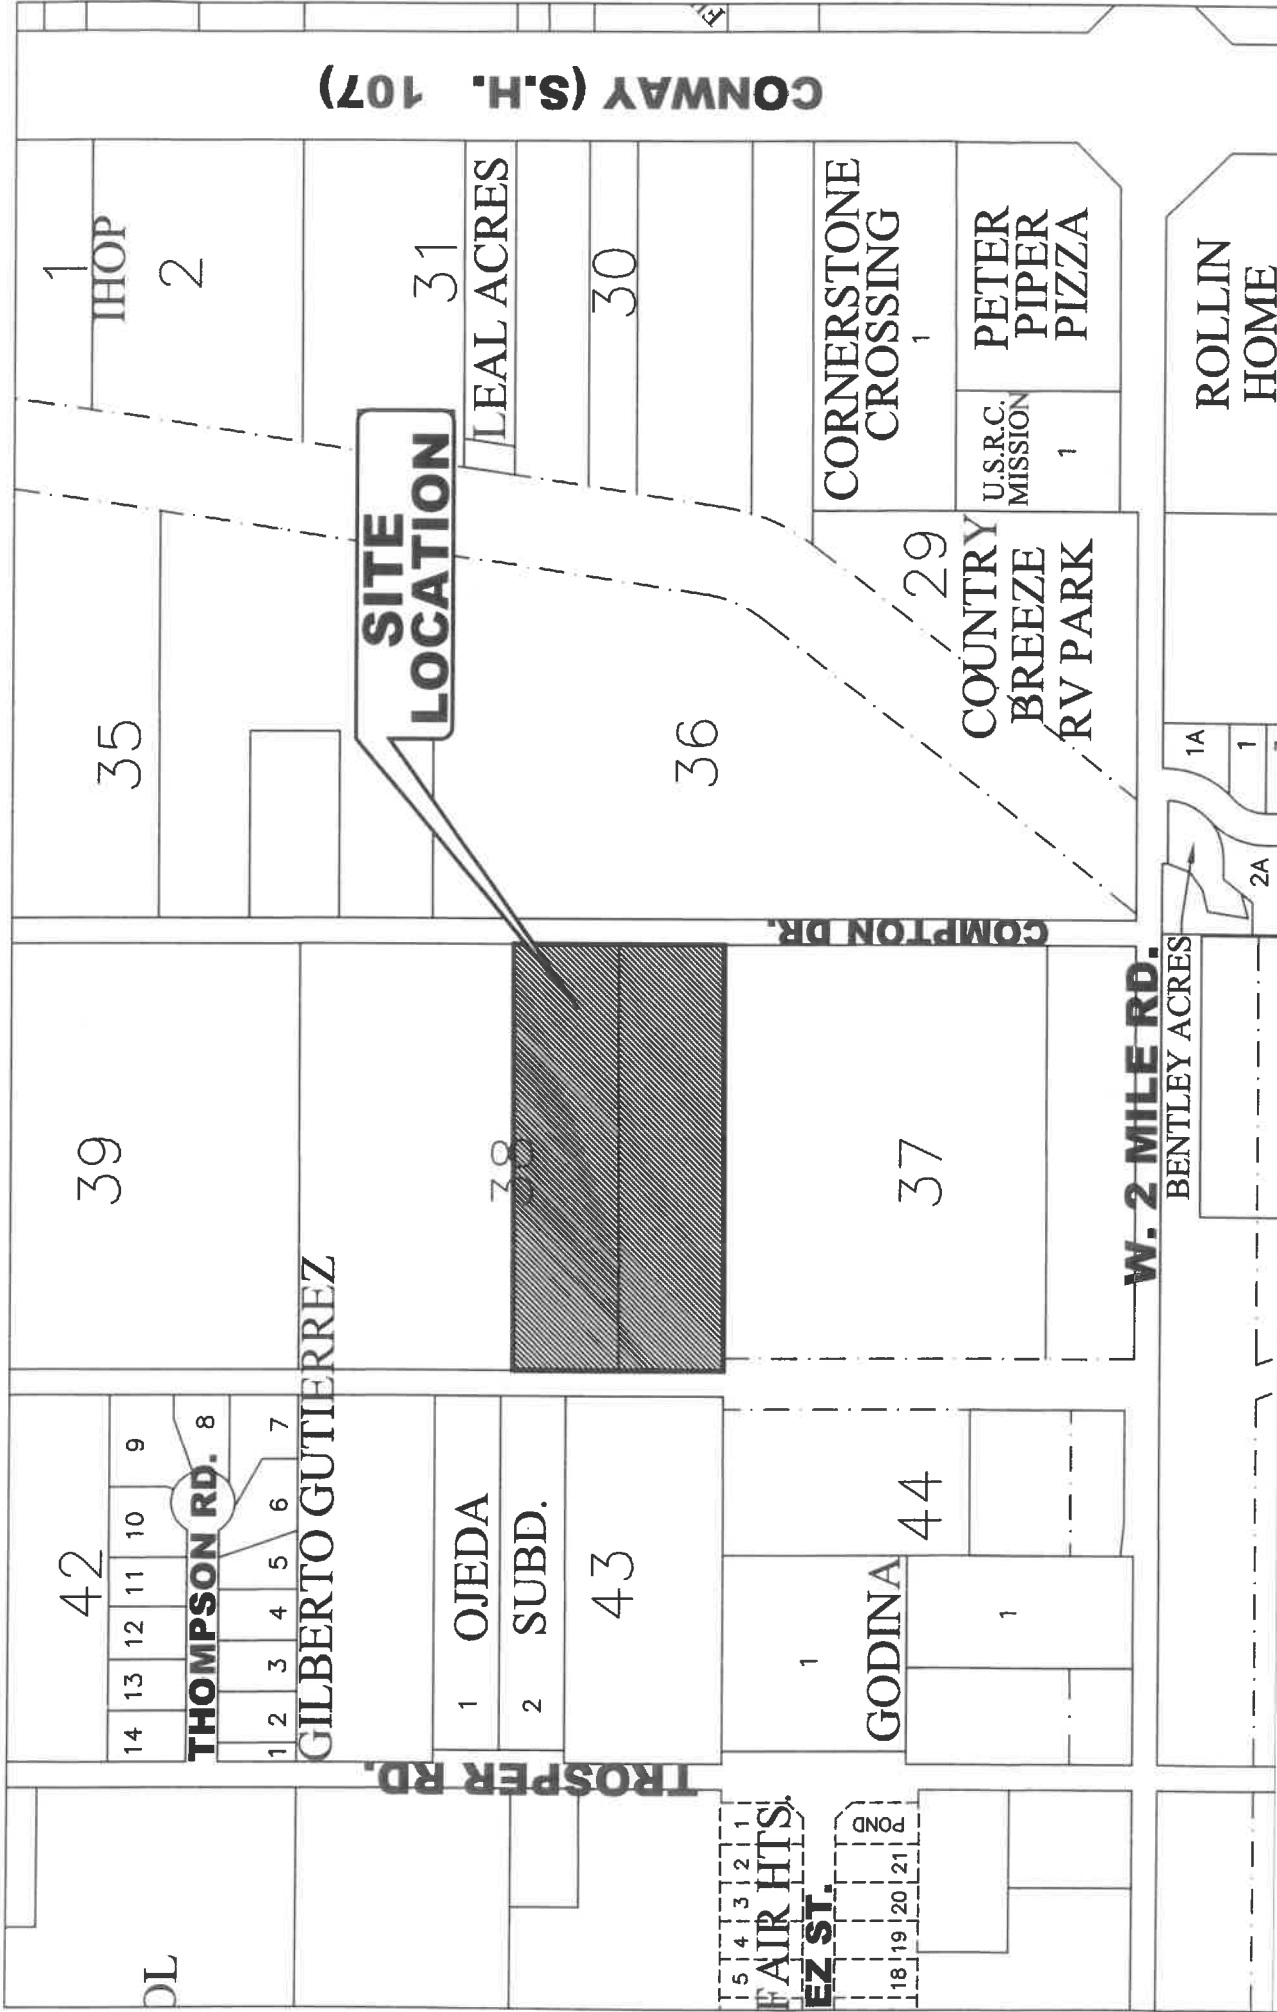 CONWAY (S.H. 107)
1
IHOP
2
31
LEAL ACRES
30
CORNERSTONE
CROSSING
1
PETER
PIPER
PIZZA
U.S.R.C.
MISSION
1
ROLLIN
HOME
29
COUNTRY
BREEZE
RV PARK
SITE
LOCATION
35
36
1A
1
2A
COMPTON DR.
W. 2 MILE RD.
BENTLEY ACRES
39
38
37
42
9
8
7
10
6
11
5
12
4
13
3
14
2
1
THOMPSON RD.
GILBERTO GUTIERREZ
OJEDA
SUBD.
1
2
43
44
GODINA
1
1
TROSPER RD.
1
2
3
4
5
FAIR HTS.
EZ ST.
POND
21
20
19
18
OL